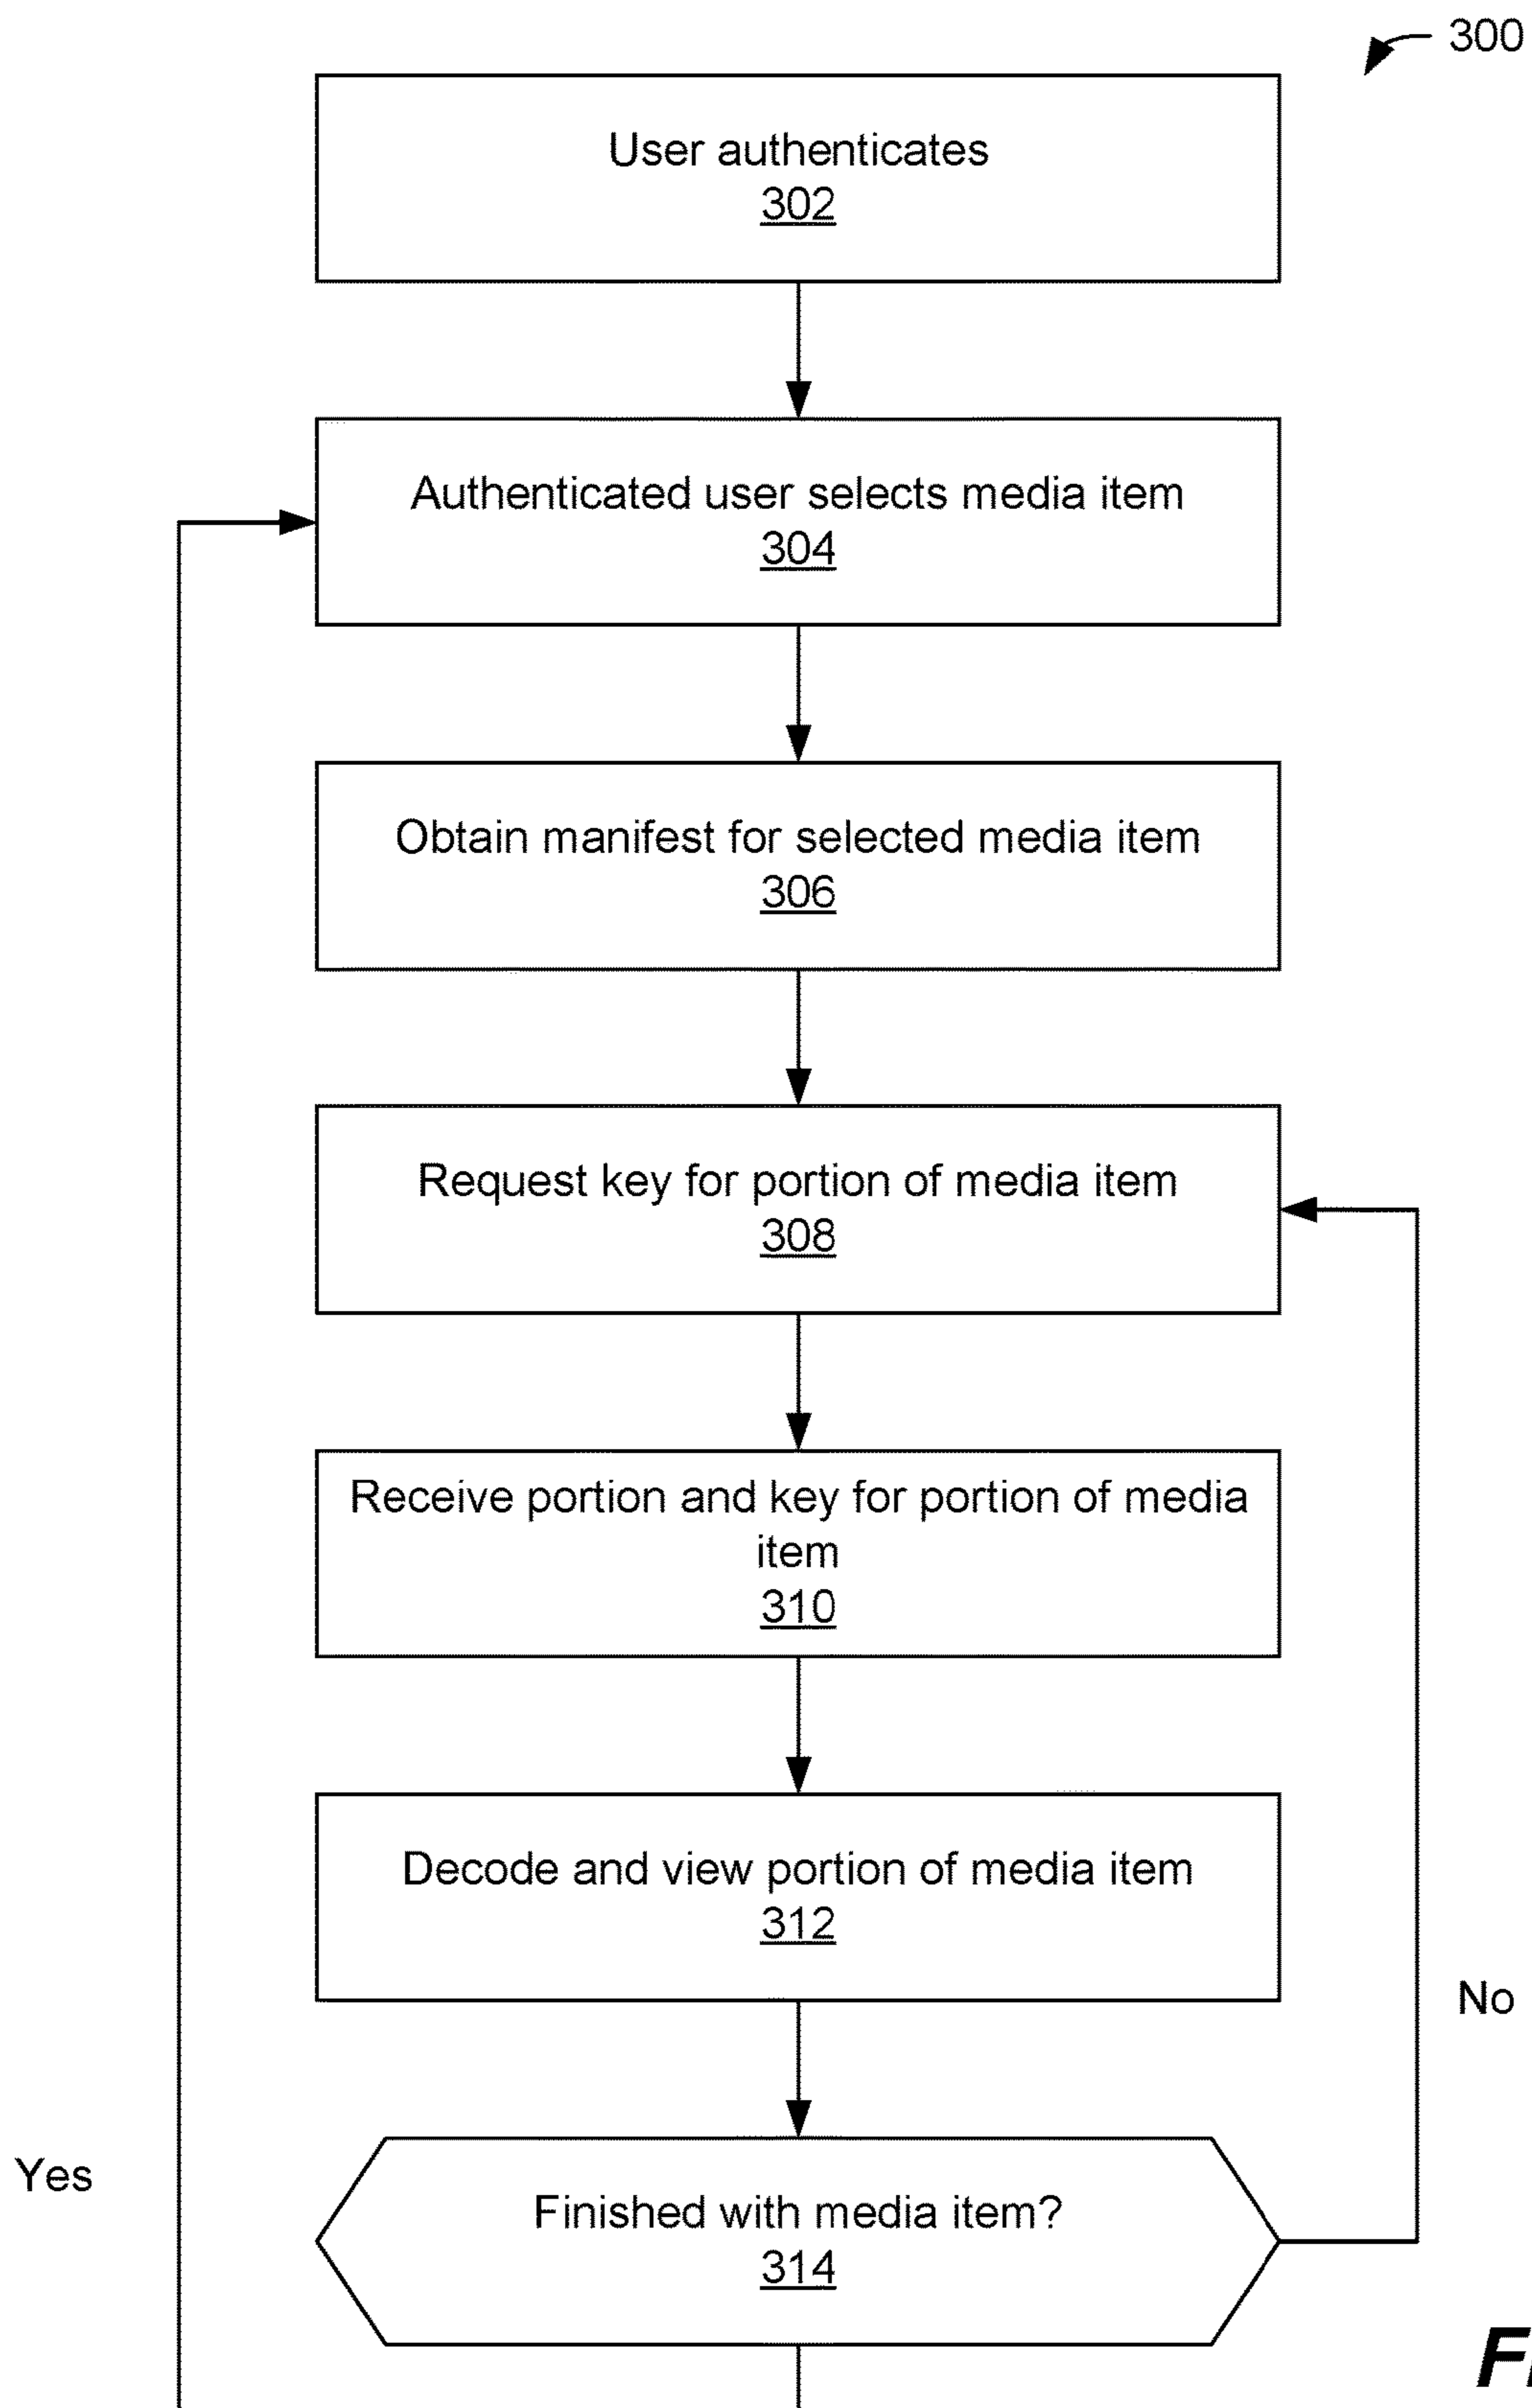 300
User authenticates
302
Authenticated user selects media item
304
Obtain manifest for selected media item
306
Request key for portion of media item
308
Receive portion and key for portion of media
item
310
Decode and view portion of media item
312
No
Yes
Finished with media item?
314